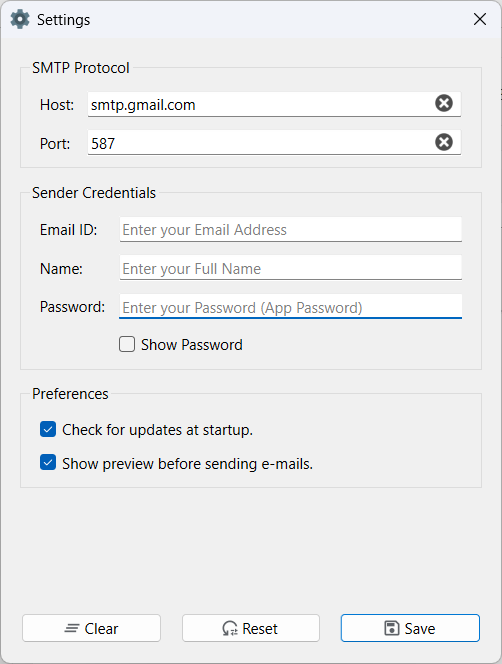 Settings
SMTP Protocol
Host: smtp.gmail.com
Port: 587
Sender Credentials
Email ID: Enter your Email Address
Name: Enter your Full Name
Password: Enter your Password (App Password)
Show Password
Preferences
Check for updates at startup.
Show preview before sending e-mails.
Clear Reset Save